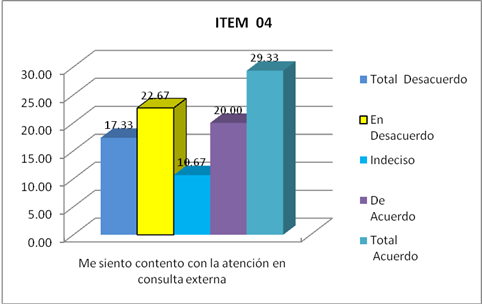 ITEM 04
30.00
25.00
20.00
15.00
10.00
5.00
0.00
17.33
22.67
10.67
20.00
29.33
Me siento contento con la atención en
consulta externa
Total Desacuerdo
En
Desacuerdo
Indeciso
De
Acuerdo
Total
Acuerdo